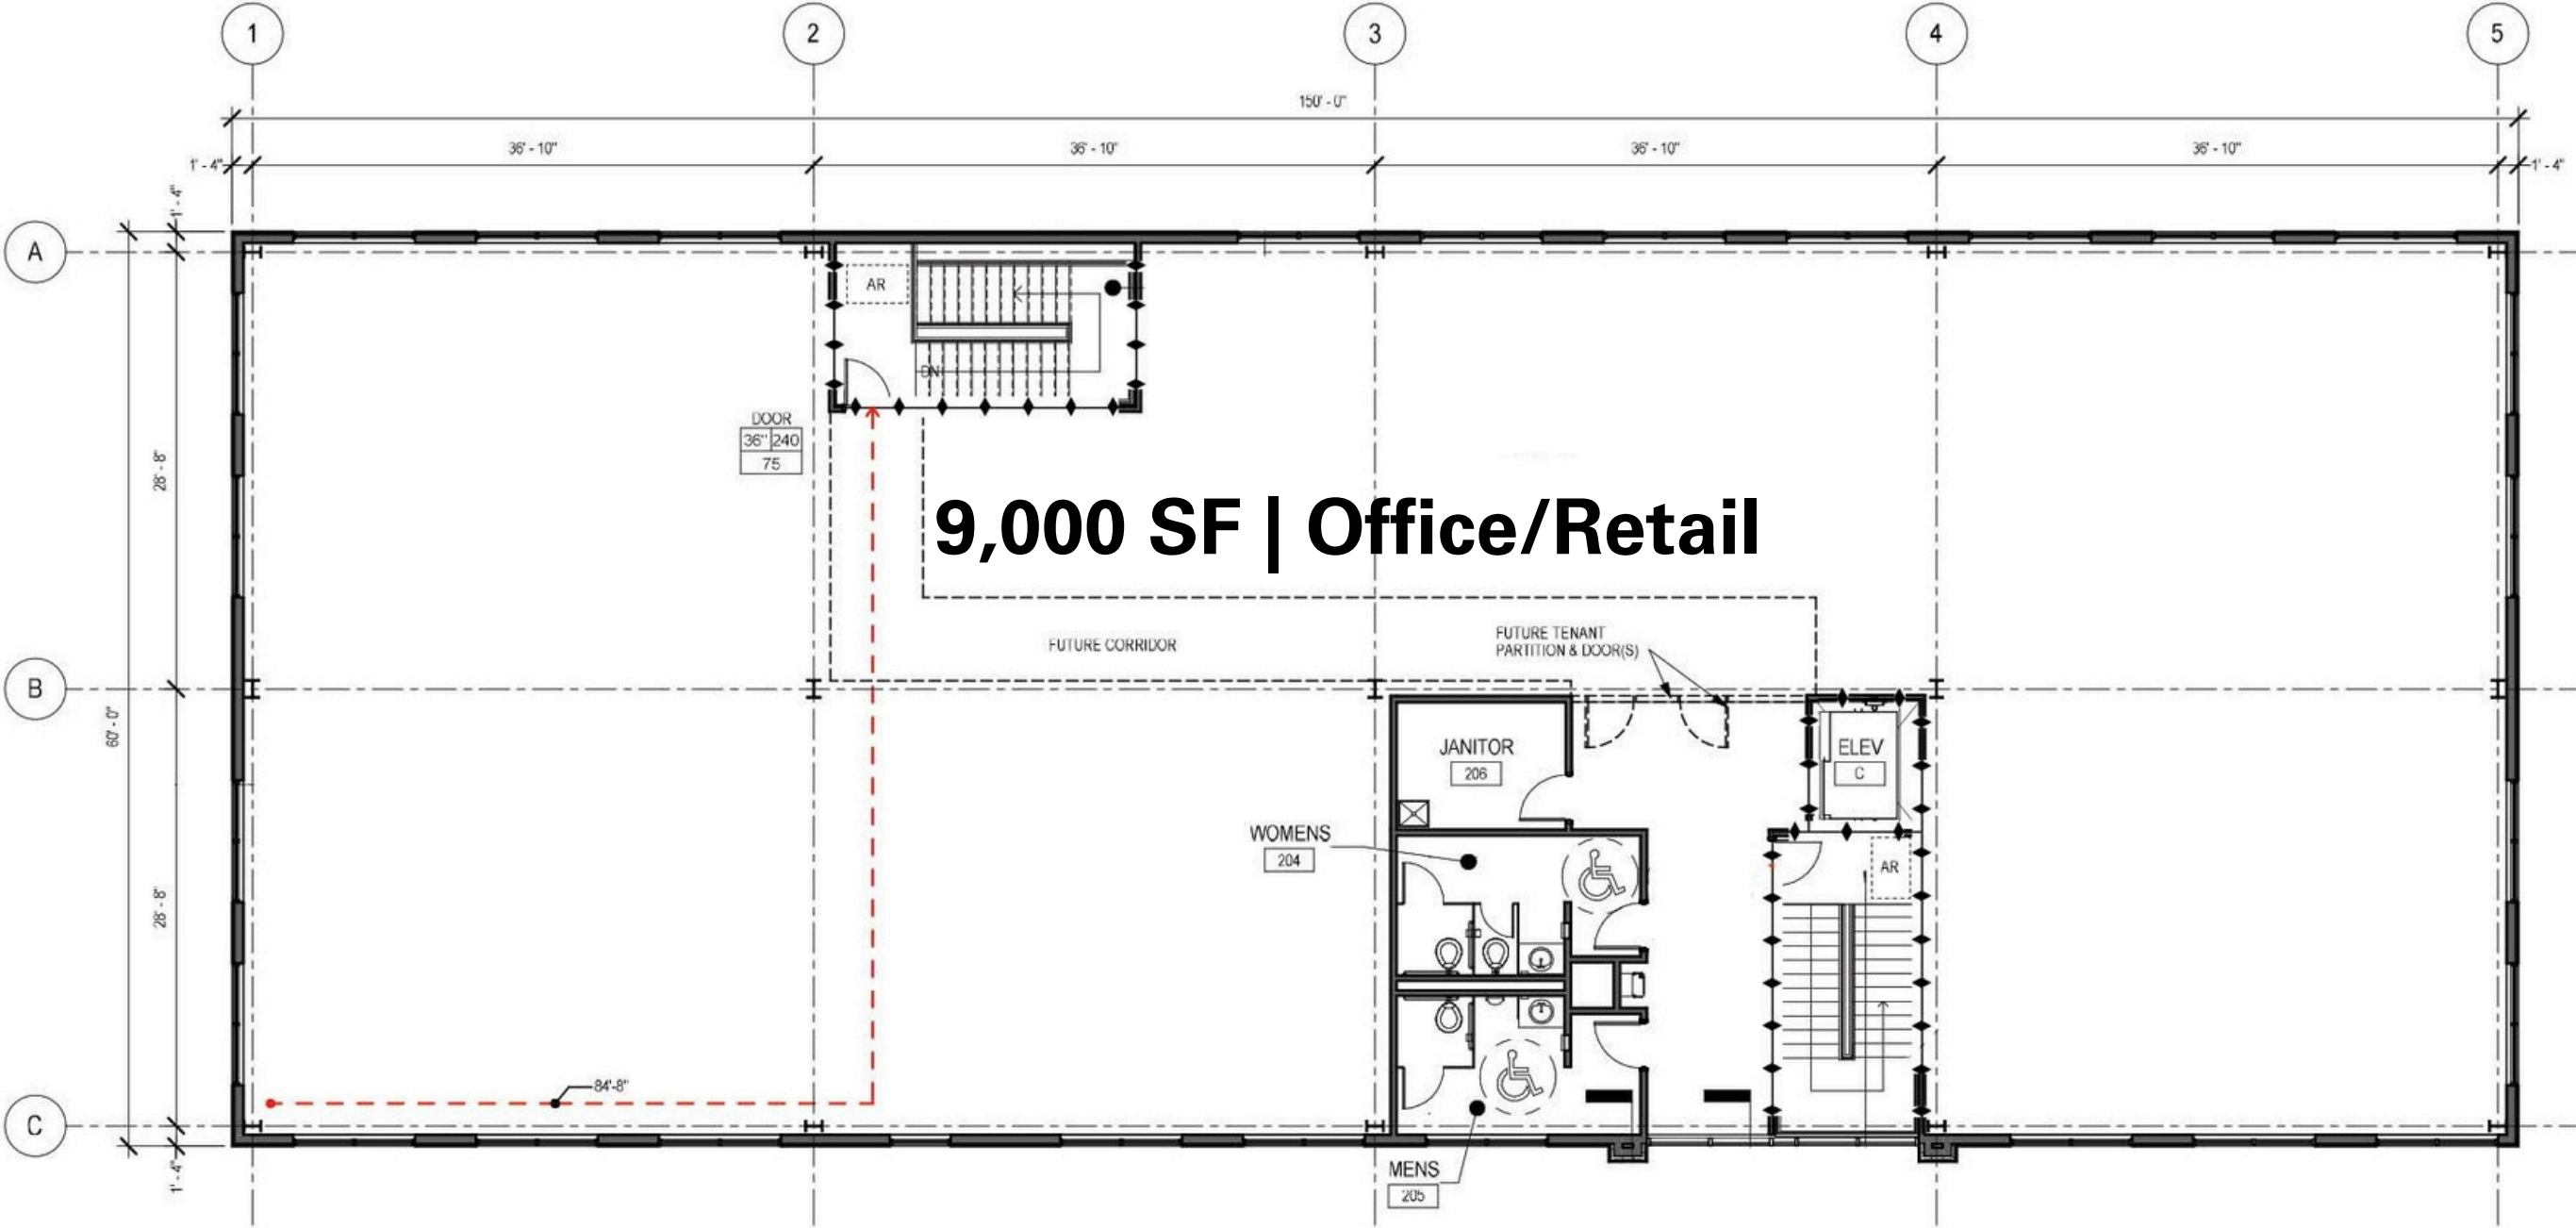 1
2
3
4
5
150' - 0"
36' - 10"
36' - 10"
36' - 10"
36' - 10"
1' - 4"
1' - 4"
1' - 4"
A
AR
DN
DOOR
36" 240
75
28' - 8"
9,000 SF | Office/Retail
FUTURE CORRIDOR
FUTURE TENANT
PARTITION & DOOR(S)
B
60' - 0"
JANITOR
206
ELEV
C
WOMENS
204
AR
28' - 8"
84'-8"
C
1' - 4"
MENS
205